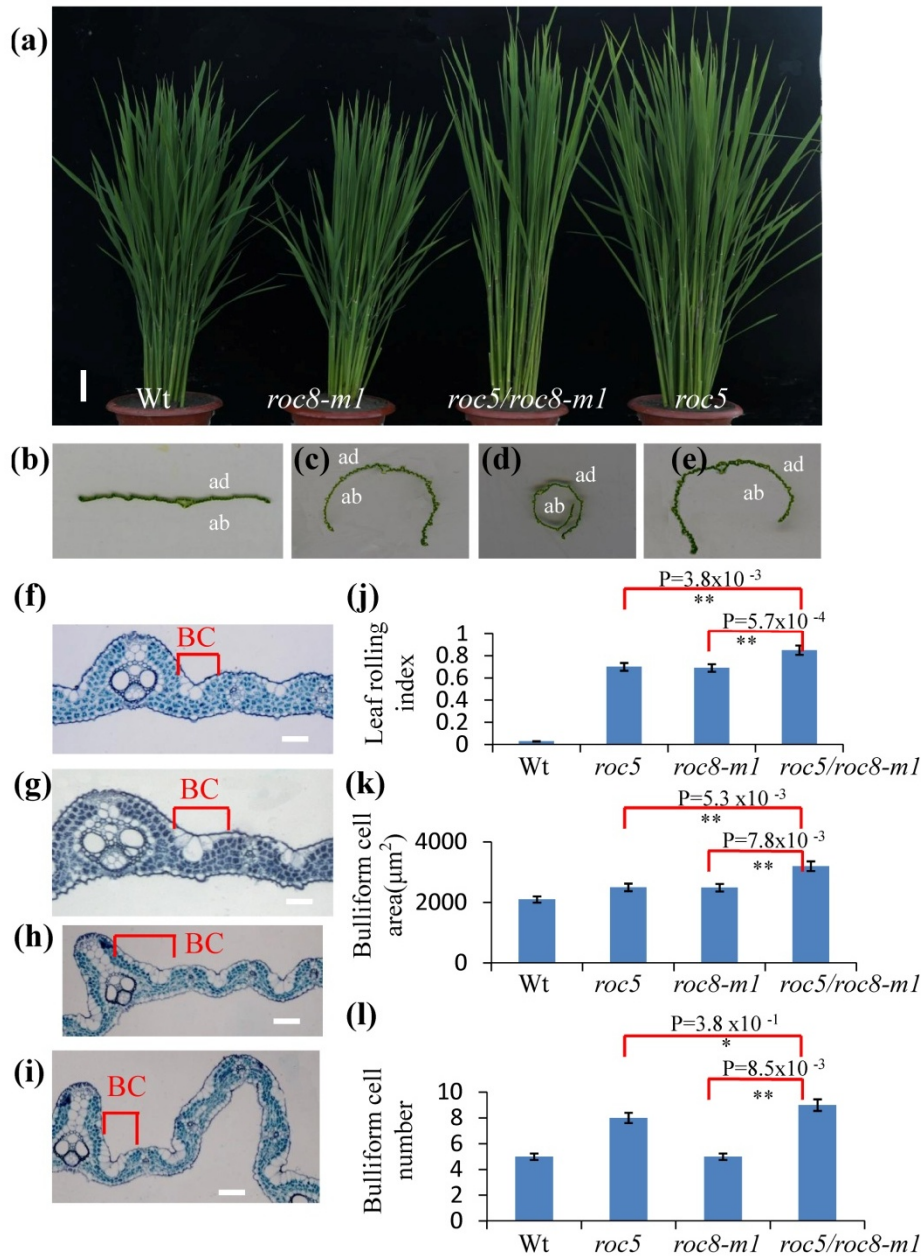 (a)
Wt
roc8-m1
roc5/roc8-m1
roc5
(b)
ad
ab
(c)
ad
ab
(d)
ad
ab
(e)
ad
ab
(f)
BC
(g)
BC
(h)
BC
(i)
BC
(j)
P=3.8x10 -3
**
P=5.7x10 -4
**
Leaf rolling
index
1
0.8
0.6
0.4
0.2
0
Wt
roc5
roc8-m1
roc5/roc8-m1
(k)
P=5.3 x10 -3
**
P=7.8x10 -3
**
Bulliform cell
area(μm2)
4000
2000
0
Wt
roc5
roc8-m1
roc5/roc8-m1
(l)
P=3.8 x10 -1
*
P=8.5x10 -3
**
Bulliform cell
number
10
8
6
4
2
0
Wt
roc5
roc8-m1
roc5/roc8-m1